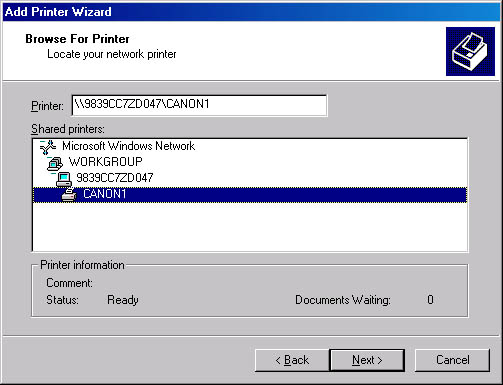 Add Printer Wizard
Browse For Printer
Locate your network printer
Printer: \\9839CC7ZD047\CANON1
Shared printers:
Microsoft Windows Network
WORKGROUP
9839CC7ZD047
CANON1
Printer information
Comment:
Status: Ready Documents Waiting: 0
< Back Next > Cancel